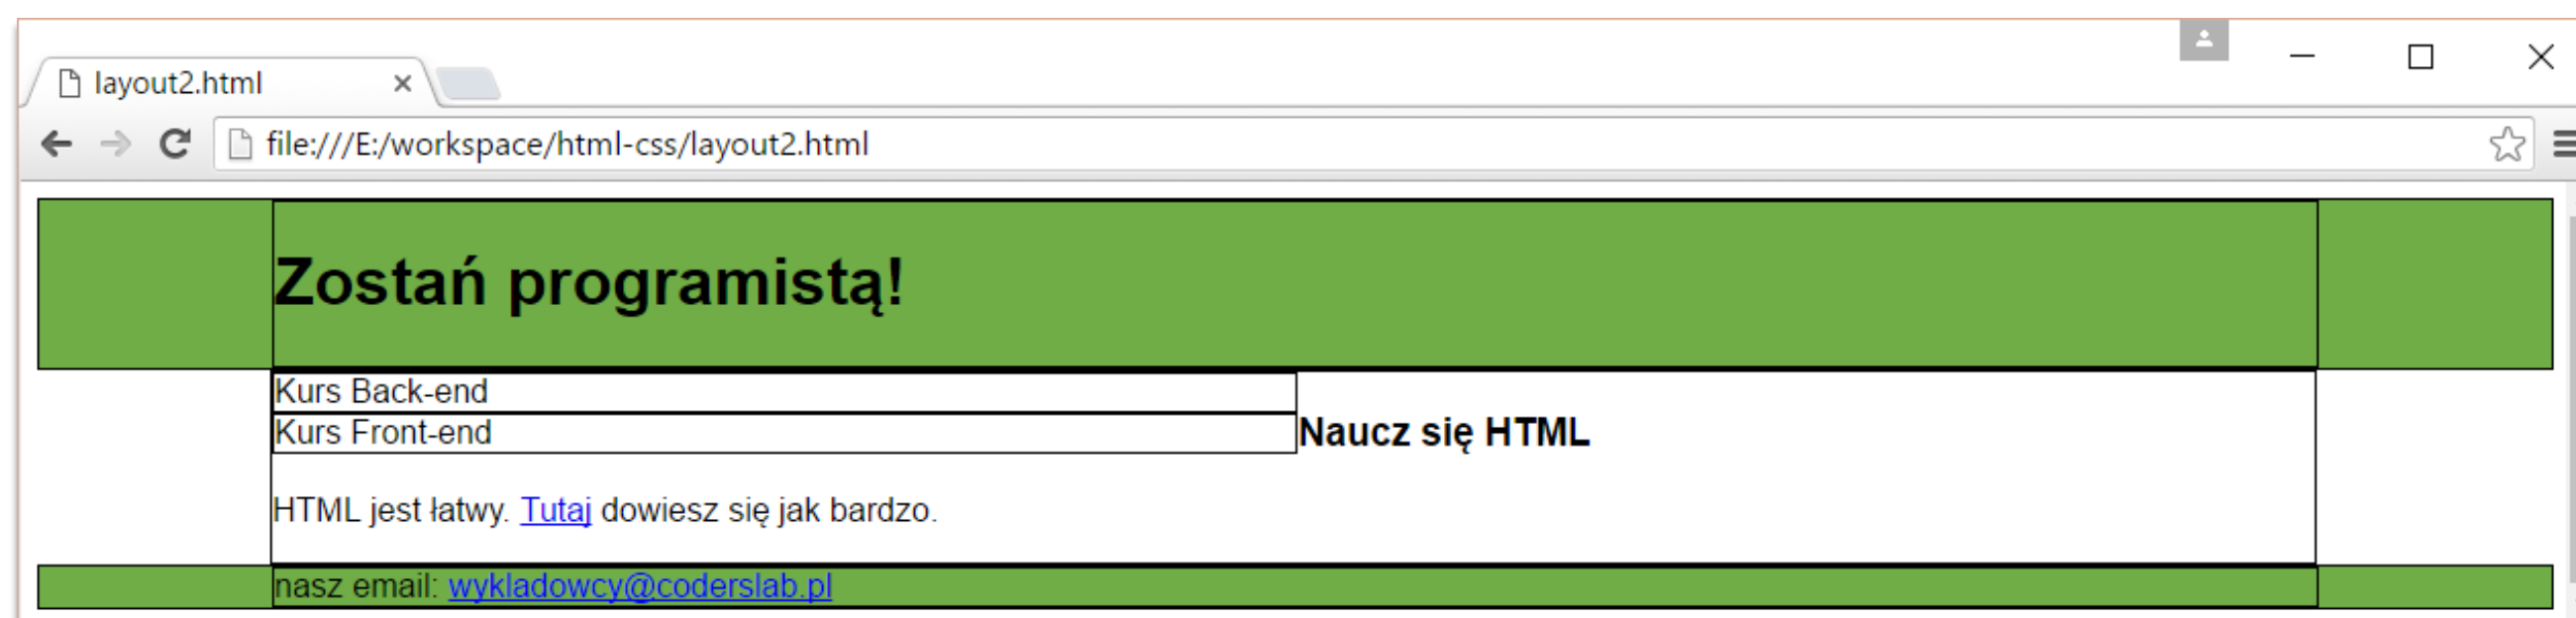 layout2.html
file:///E:/workspace/html-css/layout2.html
Zostań programistą!
Kurs Back-end
Kurs Front-end
Naucz się HTML
HTML jest łatwy. Tutaj dowiesz się jak bardzo.
nasz email: wykladowcy@coderslab.pl